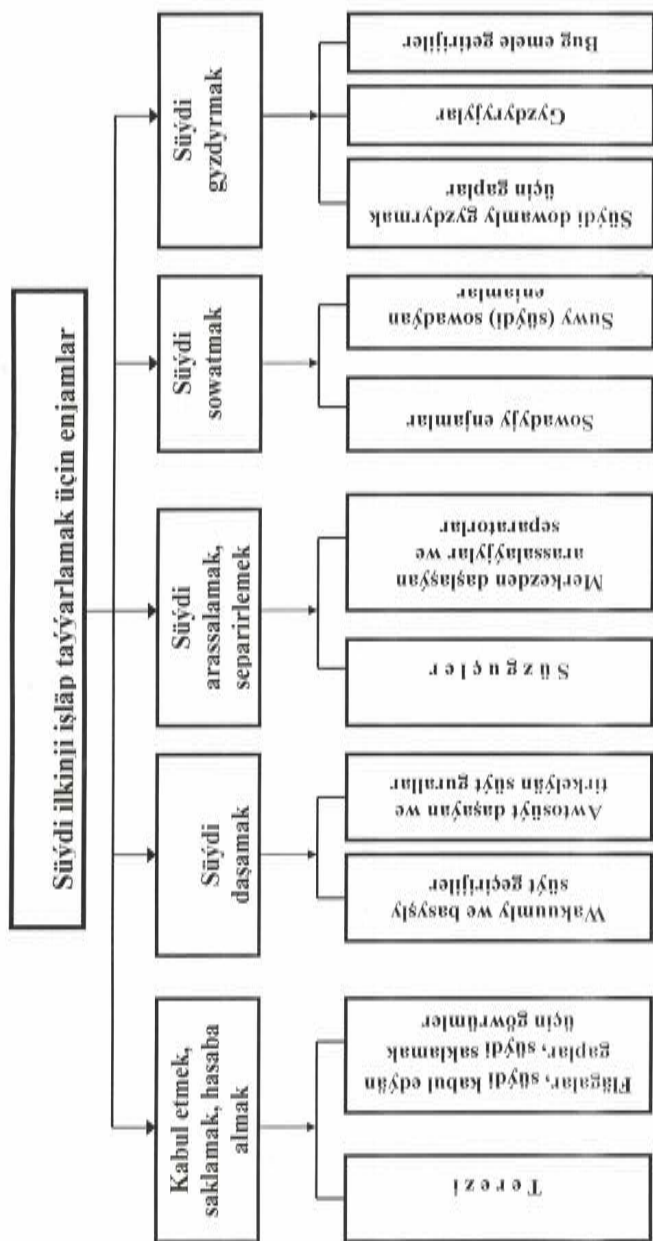 Süýdi ilkinji işläp taýýarlamak üçin enjamlar
Kabul etmek,
saklamak, hasaba
almak
Süýdi
daşamak
Süýdi
arassalamak,
separirlemek
Süýdi
sowatmak
Süýdi
gyzdyrmak
T e r e z i
Flägalar, süýdi kabul edýän
gaplar, süýdi saklamak
üçin göwrümler
Wakuumly we basyşly
süýt geçirijiler
Awtosüýt daşaýan we
tirkelýän süýt gurallar
S ü z g u ç l e r
Merkezden daşlaşýan
arassalaýjylar we
separatorlar
Sowadyjy enjamlar
Suwy (süýdi) sowadýan
enjamlar
Süýdi dowamly gyzdyrmak
üçin gaplar
Gyzdyryjylar
Bug emele getirijiler